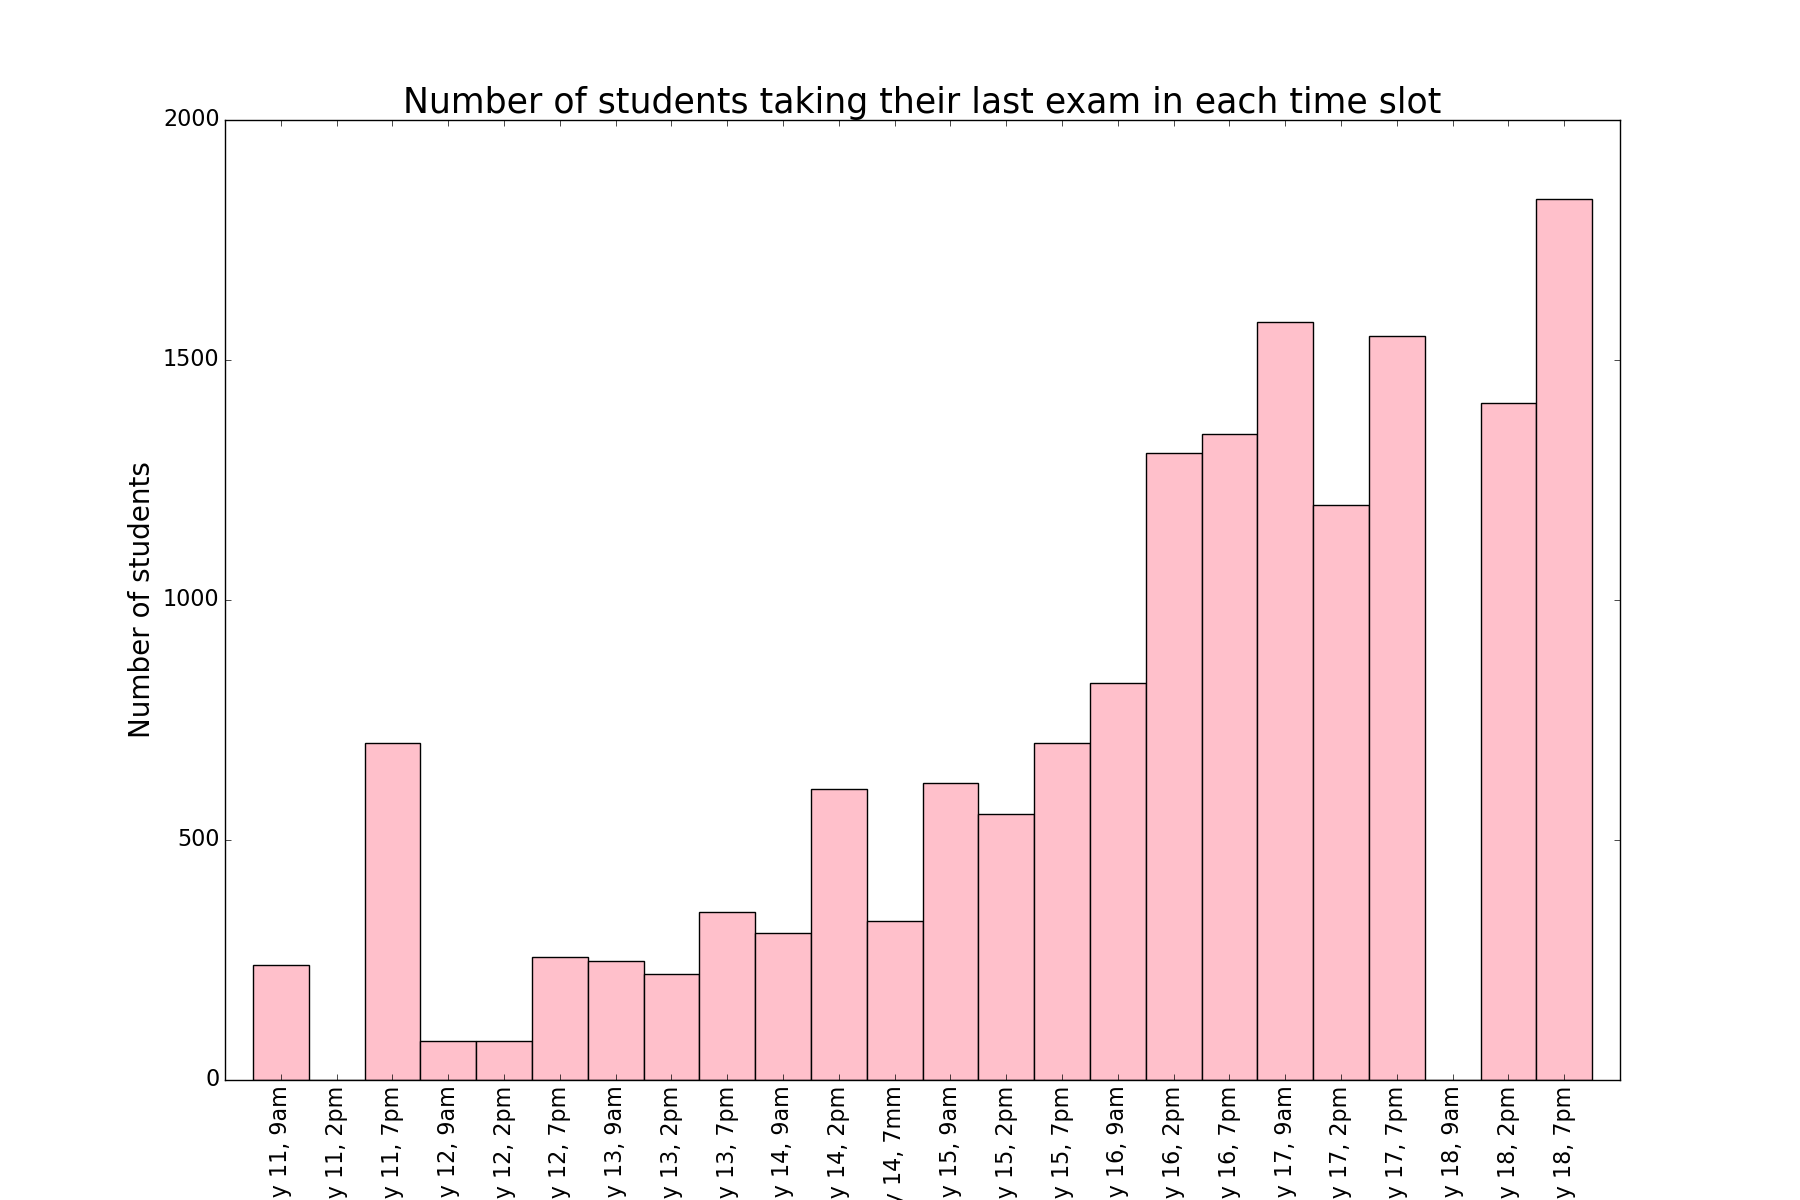 Number of students taking their last exam in each time slot
Number of students
2000
1500
1000
500
0
y 11, 9am
y 11, 2pm
y 11, 7pm
y 12, 9am
y 12, 2pm
y 12, 7pm
y 13, 9am
y 13, 2pm
y 13, 7pm
y 14, 9am
y 14, 2pm
y 14, 7mm
y 15, 9am
y 15, 2pm
y 15, 7pm
y 16, 9am
y 16, 2pm
y 16, 7pm
y 17, 9am
y 17, 2pm
y 17, 7pm
y 18, 9am
y 18, 2pm
y 18, 7pm